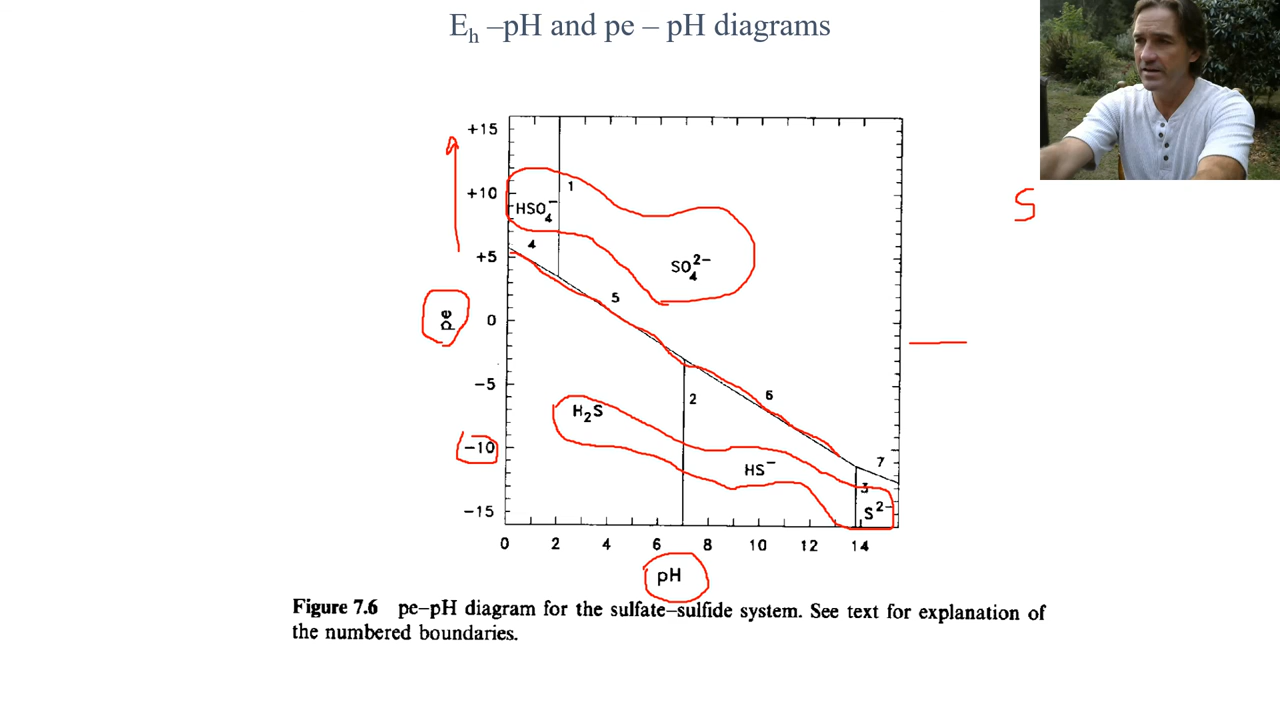 Eₕ –pH and pe – pH diagrams
S
+15
+10
+5
0
−5
−10
−15
pe
1
HSO₄⁻
4
SO₄²⁻
5
2
6
H₂S
HS⁻
7
3
S²⁻
0 2 4 6 8 10 12 14
pH
Figure 7.6 pe–pH diagram for the sulfate–sulfide system. See text for explanation of
the numbered boundaries.